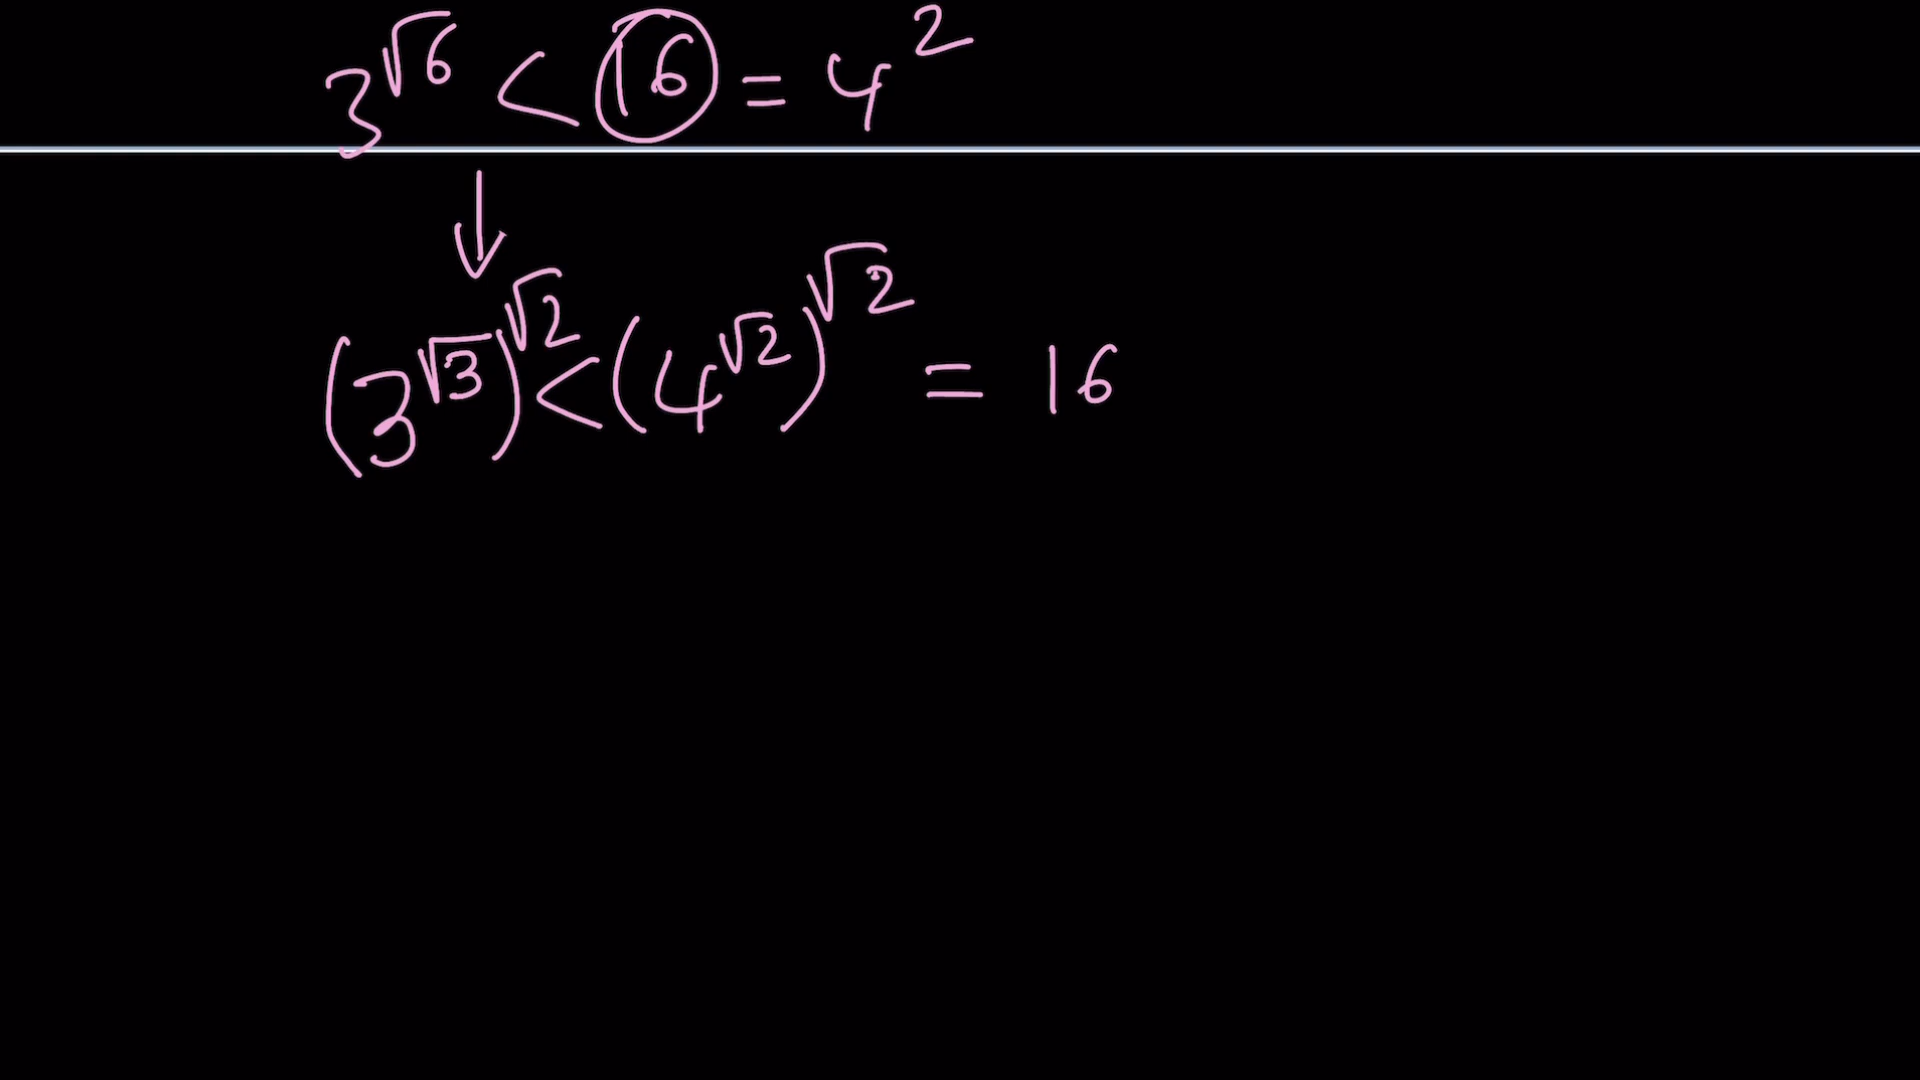 3^√6 < 16 = 4^2
(3^√3)^√2 < (4^√2)^√2 = 16